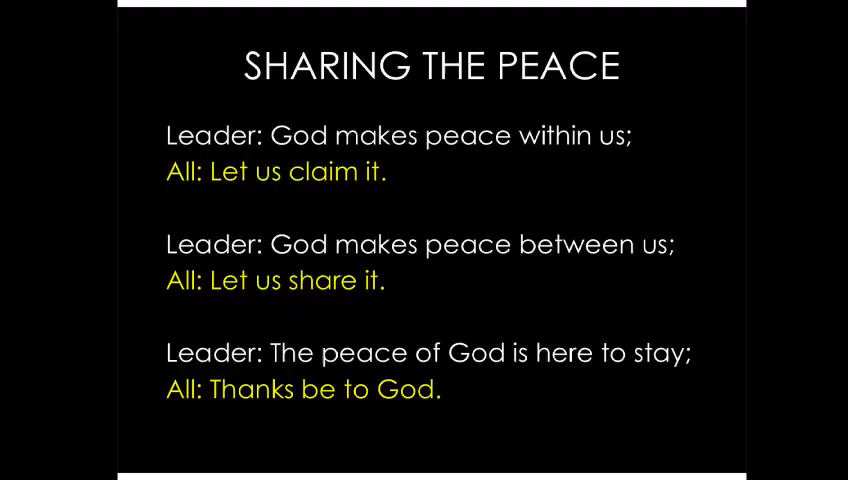 SHARING THE PEACE
Leader: God makes peace within us;
All: Let us claim it.
Leader: God makes peace between us;
All: Let us share it.
Leader: The peace of God is here to stay;
All: Thanks be to God.